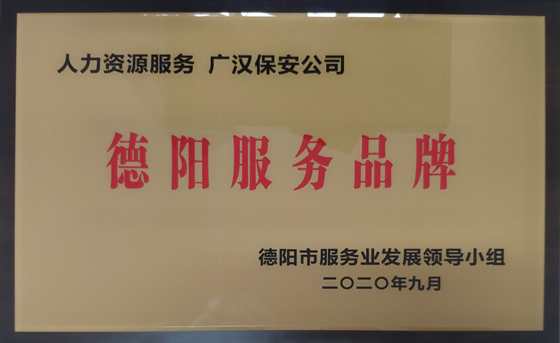 人力资源服务 广汉保安公司
德阳服务品牌
德阳市服务业发展领导小组
二〇二〇年九月